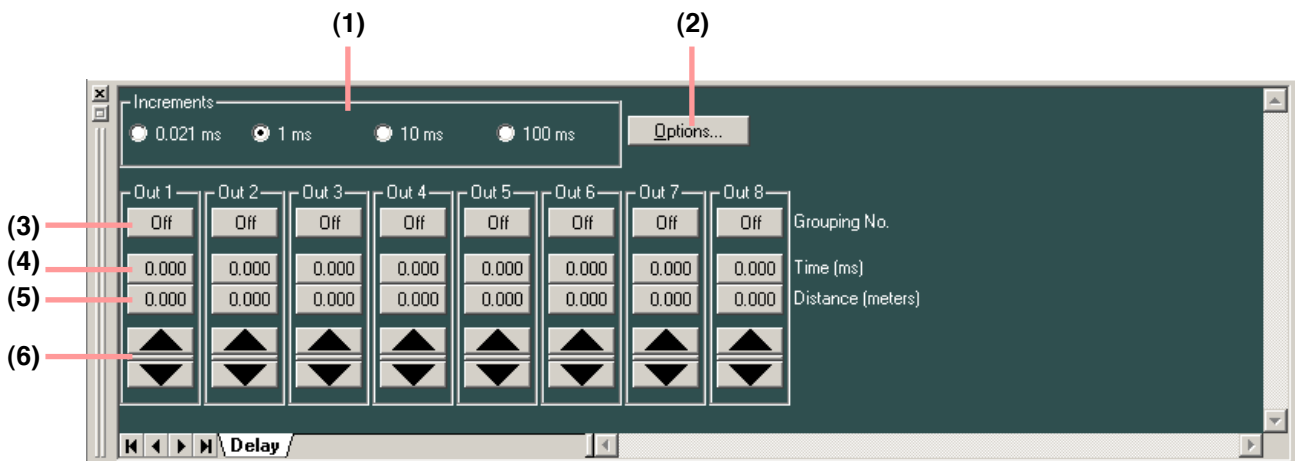 (1) (2)
Increments
0.021 ms 1 ms 10 ms 100 ms Options...
Out 1 Out 2 Out 3 Out 4 Out 5 Out 6 Out 7 Out 8
(3) Off Off Off Off Off Off Off Off Grouping No.
(4) 0.000 0.000 0.000 0.000 0.000 0.000 0.000 0.000 Time (ms)
(5) 0.000 0.000 0.000 0.000 0.000 0.000 0.000 0.000 Distance (meters)
(6)
Delay